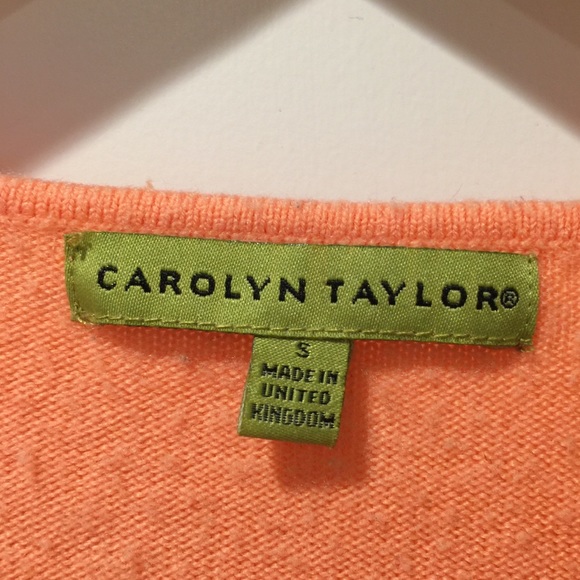 CAROLYN TAYLOR®
S
MADE IN
UNITED
KINGDOM